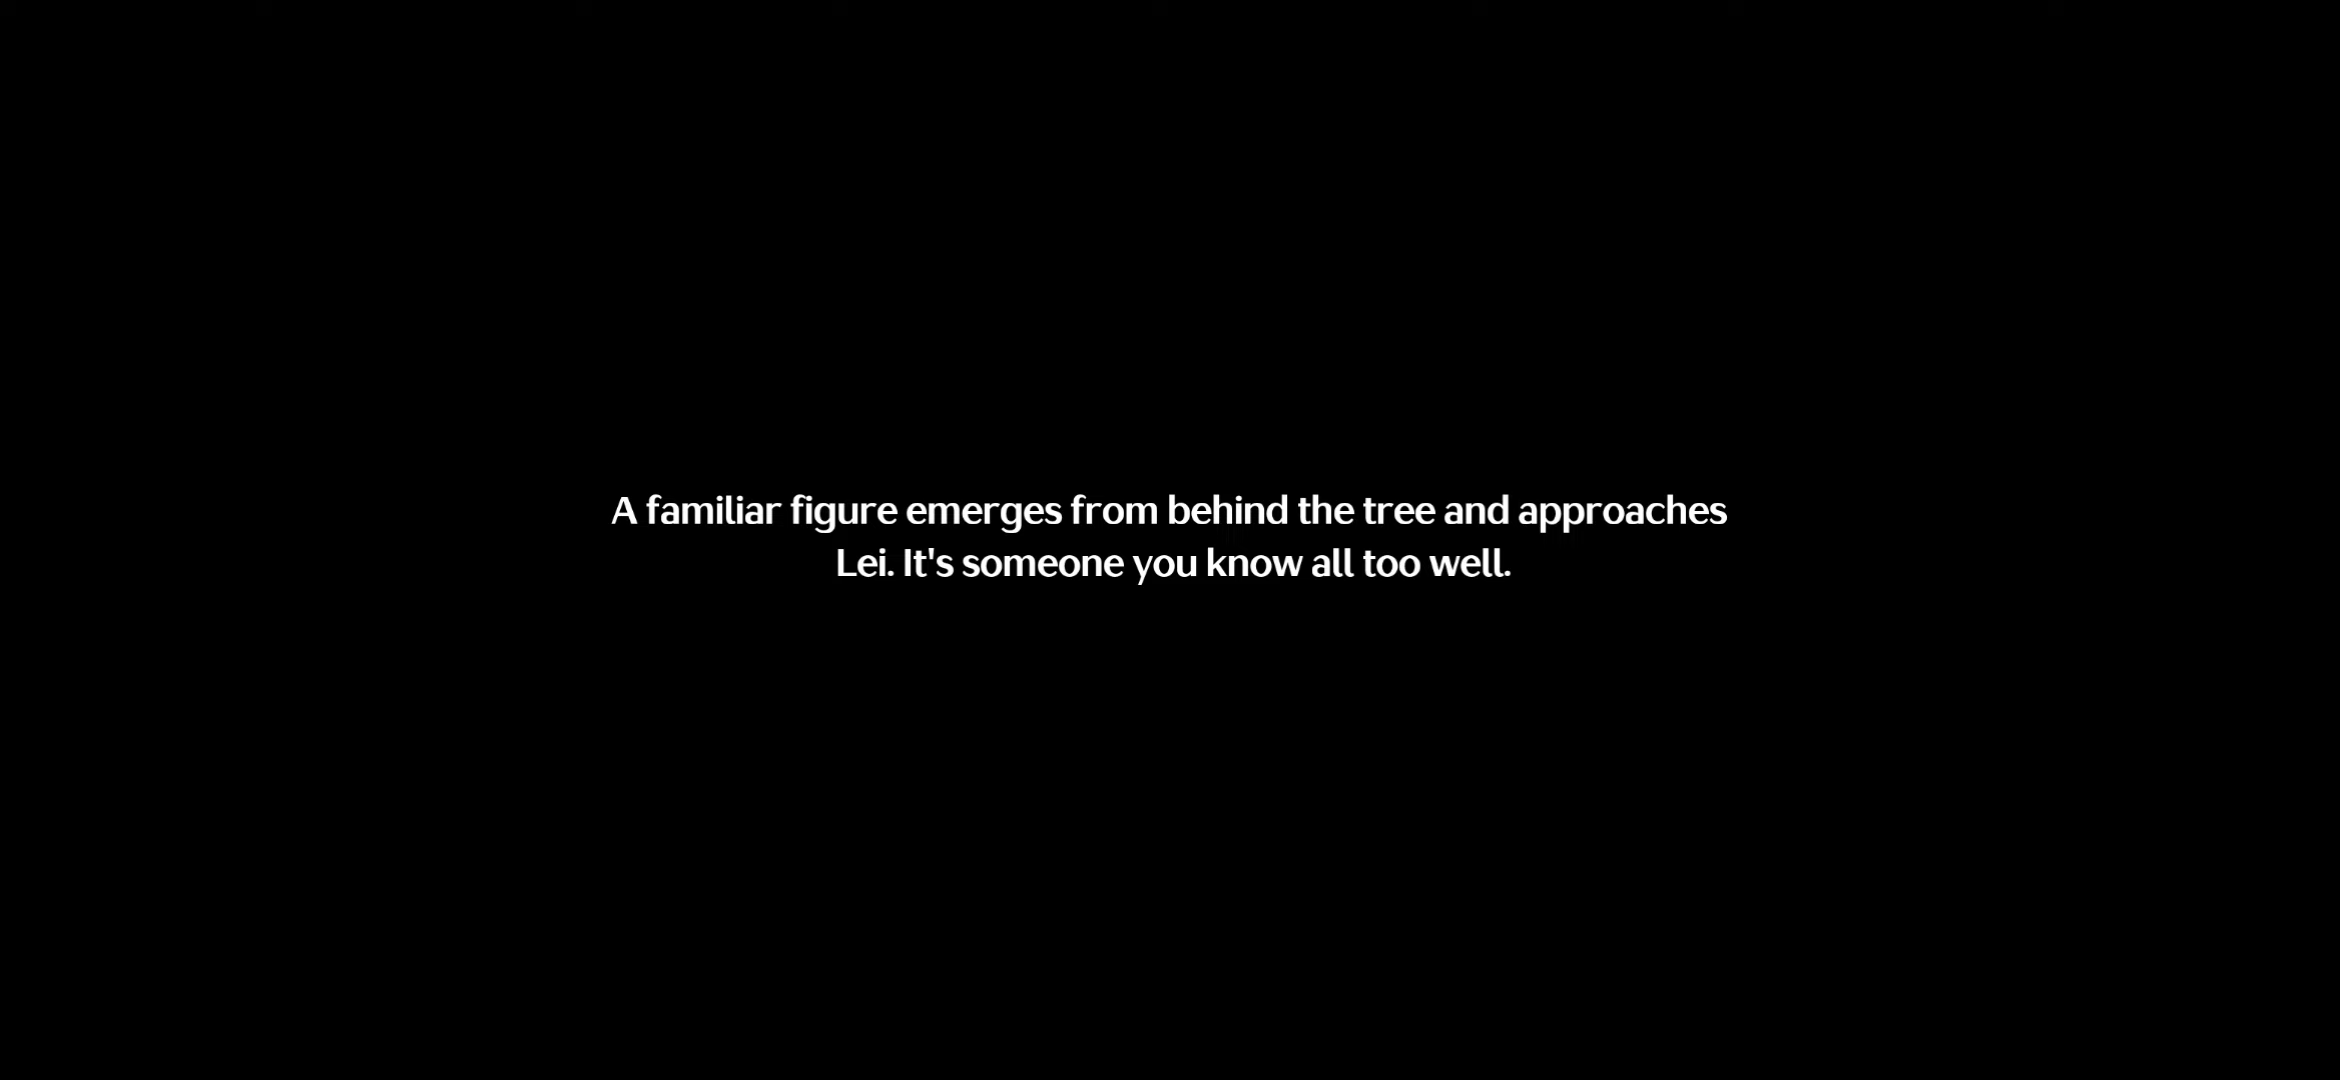 A familiar figure emerges from behind the tree and approaches
Lei. It's someone you know all too well.